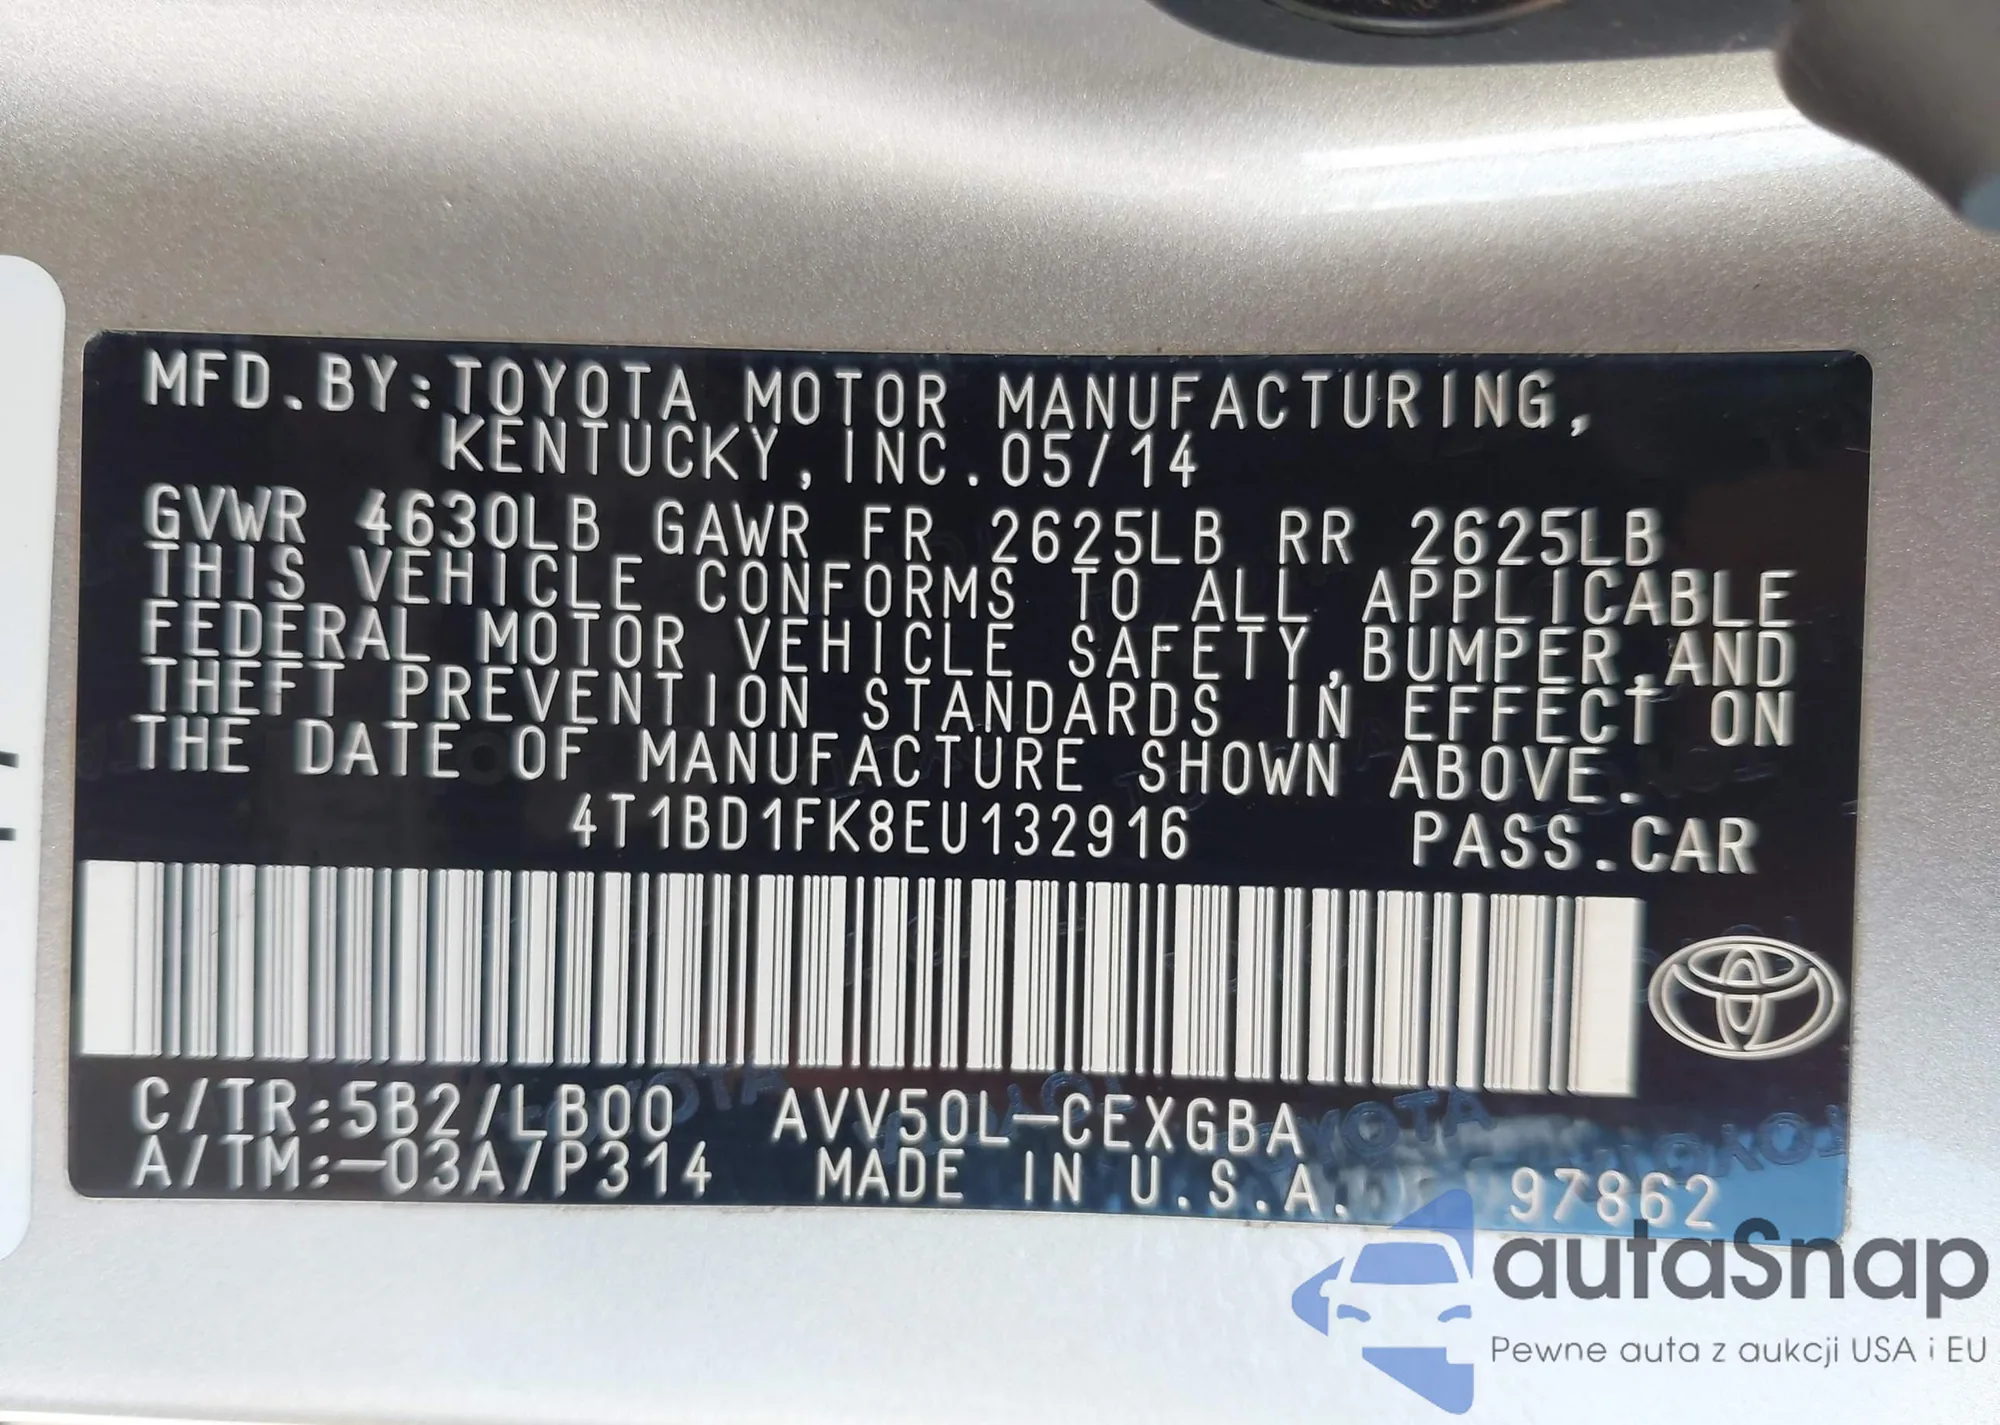 MFD.BY:TOYOTA MOTOR MANUFACTURING,
KENTUCKY,INC.05/14
GVWR 4630LB GAWR FR 2625LB RR 2625LB
THIS VEHICLE CONFORMS TO ALL APPLICABLE
FEDERAL MOTOR VEHICLE SAFETY,BUMPER,AND
THEFT PREVENTION STANDARDS IN EFFECT ON
THE DATE OF MANUFACTURE SHOWN ABOVE.
4T1BD1FK8EU132916 PASS.CAR
C/TR:5B2/LB00 AVV50L-CEXGBA
A/TM:-03A/P314 MADE IN U.S.A. 97862
autaSnap
Pewne auta z aukcji USA i EU